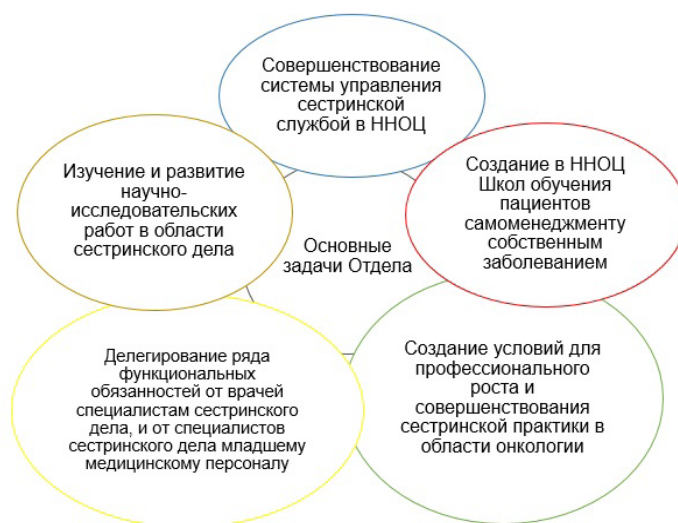 Совершенствование
системы управления
сестринской
службой в ННОЦ
Создание в ННОЦ
Школ обучения
пациентов
самоменеджменту
собственным
заболеванием
Создание условий для
профессионального
роста и
совершенствования
сестринской практики в
области онкологии
Делегирование ряда
функциональных
обязанностей от врачей
специалистам сестринского
дела, и от специалистов
сестринского дела младшему
медицинскому персоналу
Изучение и развитие
научно-
исследовательских
работ в области
сестринского дела
Основные
задачи Отдела